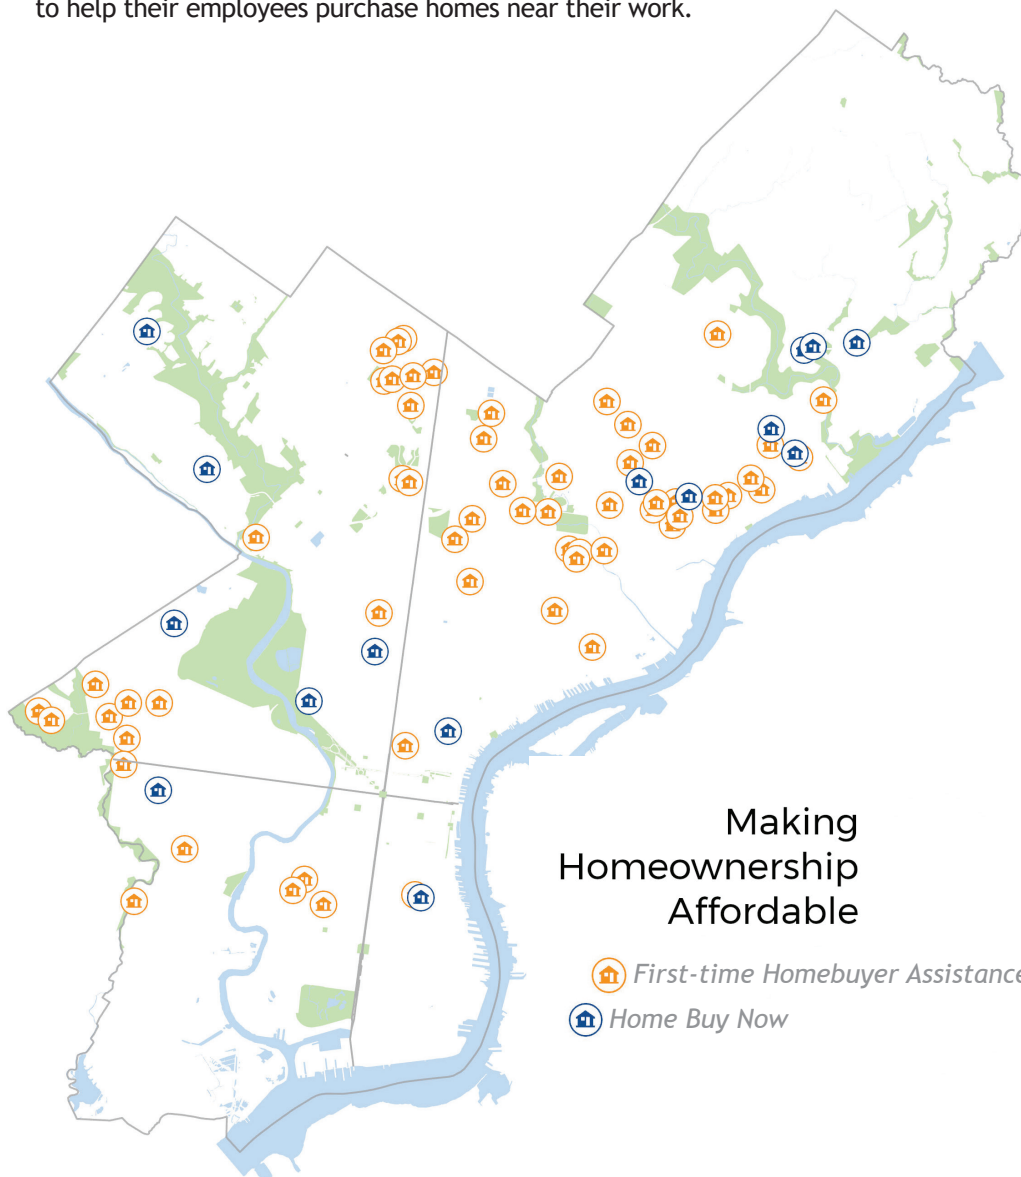 to help their employees purchase homes near their work.
Making
Homeownership
Affordable
First-time Homebuyer Assistance
Home Buy Now